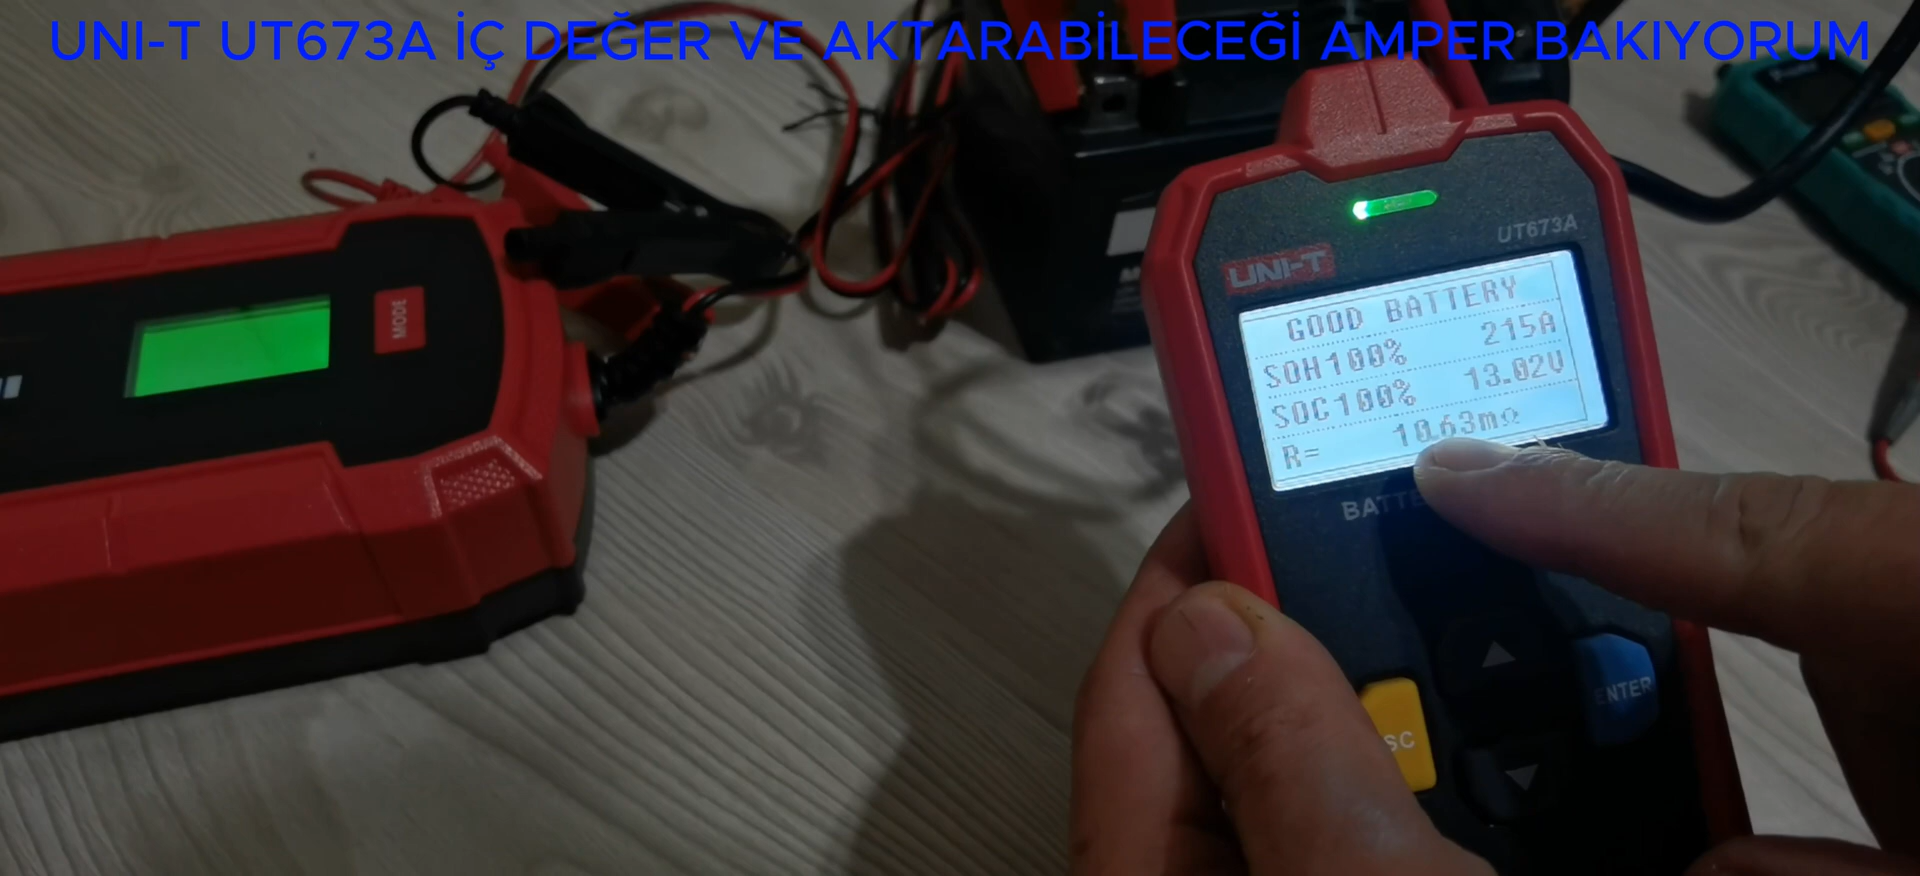 UNI-T UT673A İÇ DEĞER VE AKTARABİLECEĞİ AMPER BAKIYORUM
UT673A
UNI-T
GOOD BATTERY
SOH100% 215A
SOC100% 13.02V
R= 10.63mΩ
MODE
ENTER
SC